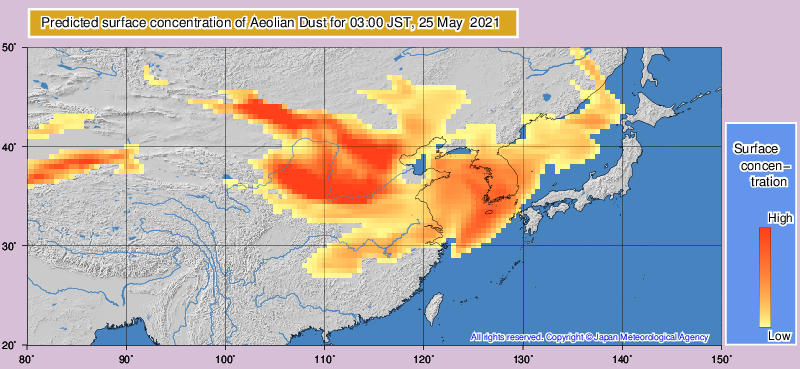 Predicted surface concentration of Aeolian Dust for 03:00 JST, 25 May 2021
50°
40°
30°
20°
80°
90°
100°
110°
120°
130°
140°
150°
Surface
concen-
tration
High
Low
All rights reserved. Copyright © Japan Meteorological Agency